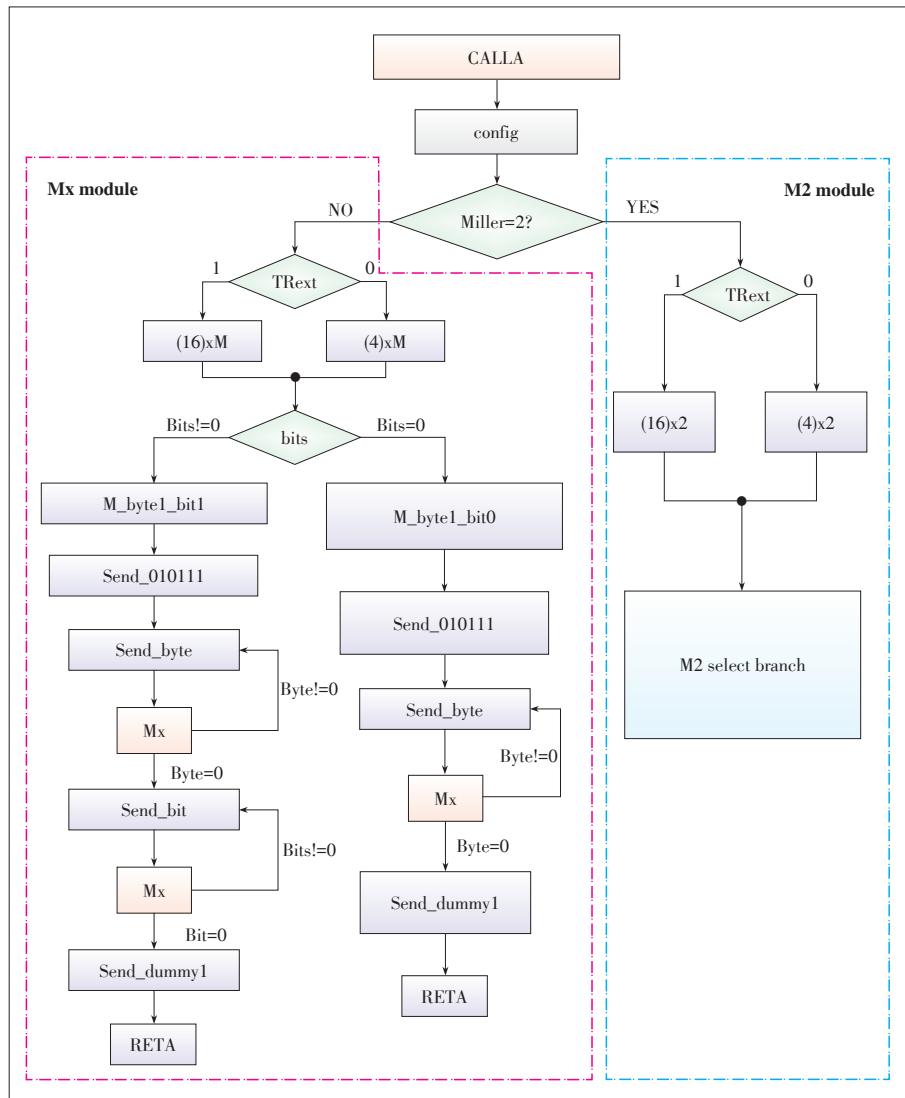 CALLA
config
Mx module
M2 module
NO
Miller=2?
YES
1
TRext
0
1
TRext
0
(16)xM
(4)xM
(16)x2
(4)x2
Bits!=0
bits
Bits=0
M_byte1_bit1
M_byte1_bit0
Send_010111
Send_010111
Send_byte
Byte!=0
Mx
Byte=0
Send_bit
Bits!=0
Mx
Bit=0
Send_dummy1
RETA
Send_byte
Byte!=0
Mx
Byte=0
Send_dummy1
RETA
M2 select branch